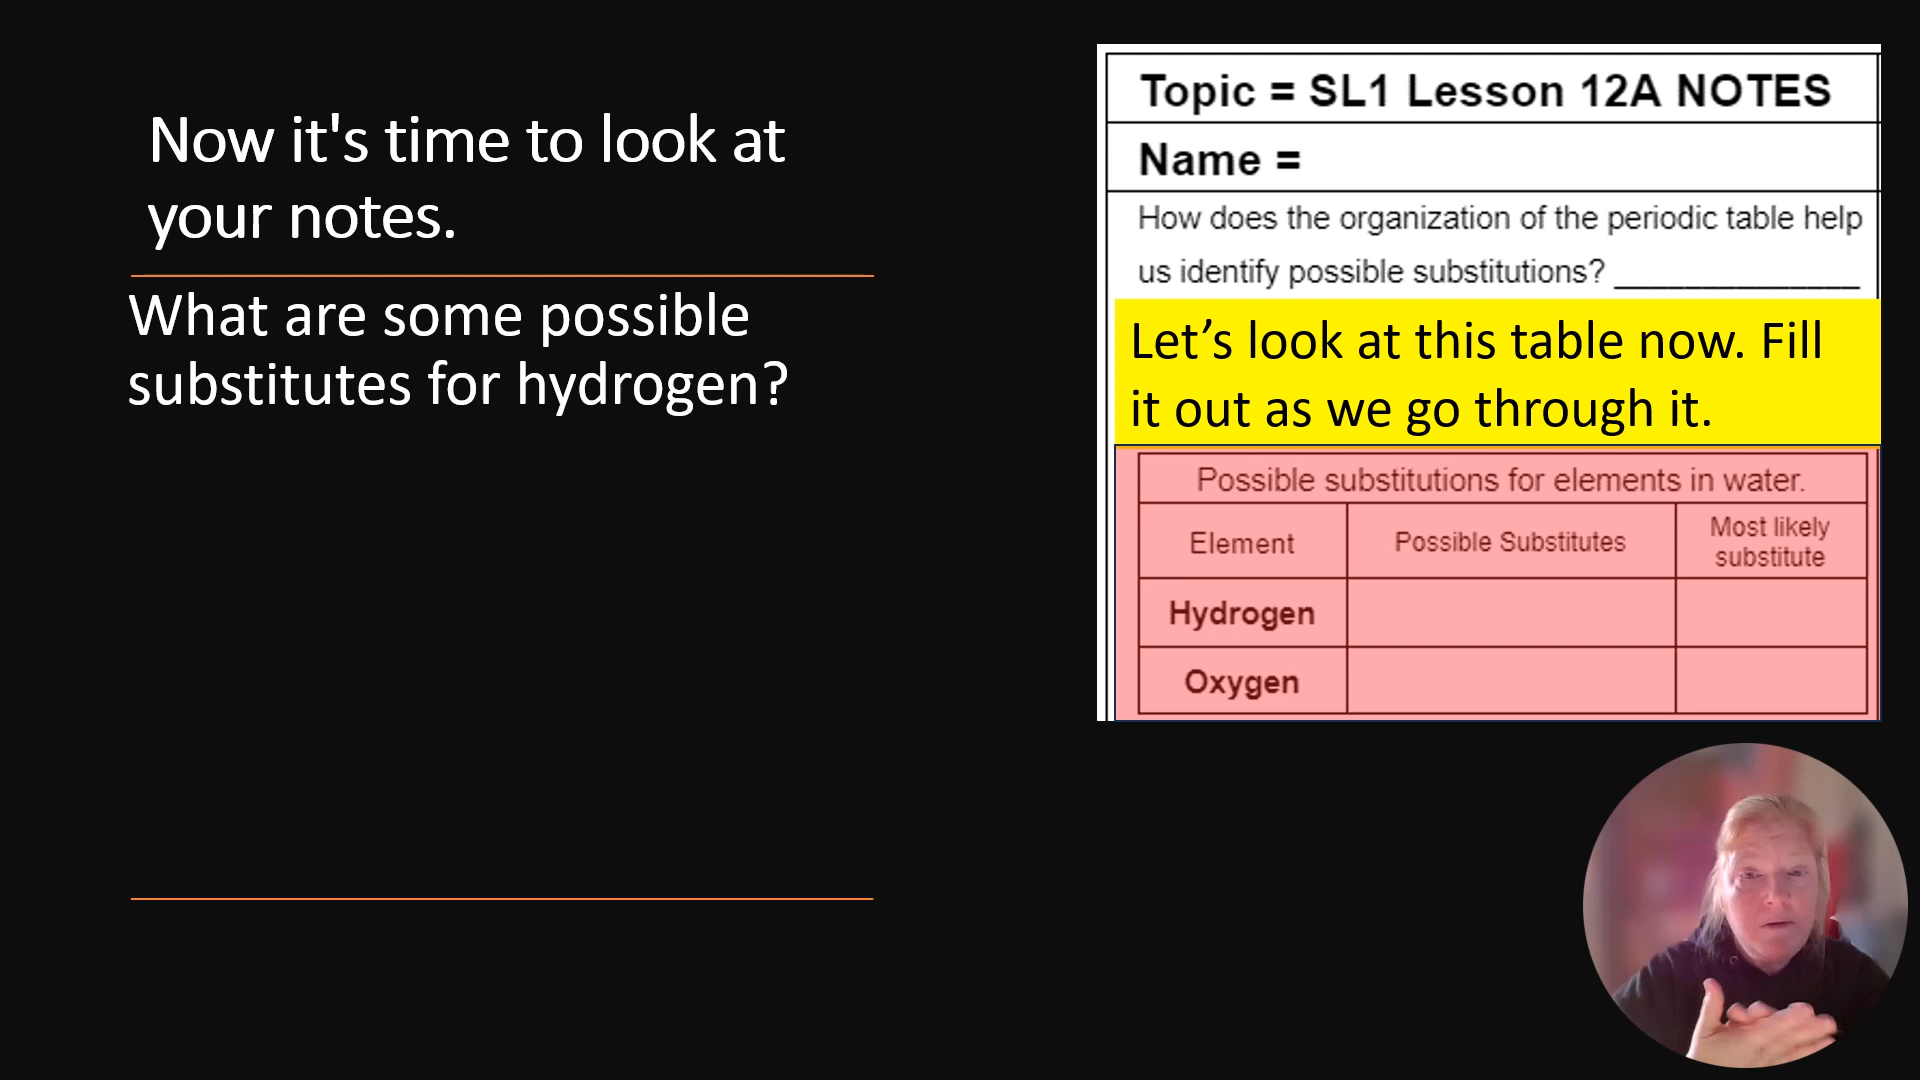 Now it's time to look at
your notes.
What are some possible
substitutes for hydrogen?
Topic = SL1 Lesson 12A NOTES
Name =
How does the organization of the periodic table help
us identify possible substitutions? ______________
Let’s look at this table now. Fill
it out as we go through it.
Possible substitutions for elements in water.
Element
Possible Substitutes
Most likely
substitute
Hydrogen
Oxygen